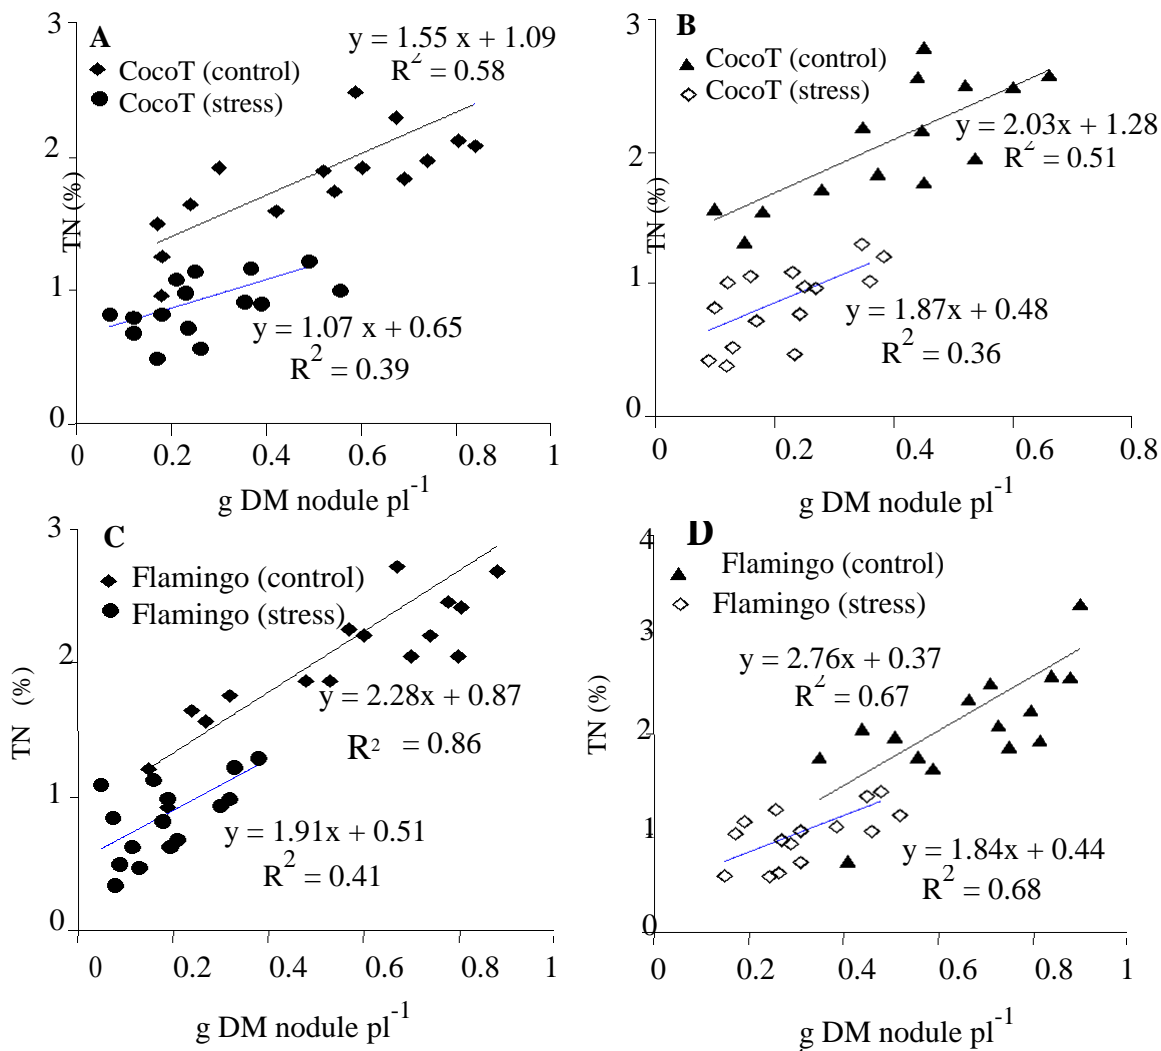 A
CocoT (control)
CocoT (stress)
y = 1.55 x + 1.09
R² = 0.58
y = 1.07 x + 0.65
R² = 0.39
TN (%)
3
2
1
0
0 0.2 0.4 0.6 0.8 1
g DM nodule pl⁻¹
B
CocoT (control)
CocoT (stress)
y = 2.03x + 1.28
R² = 0.51
y = 1.87x + 0.48
R² = 0.36
TN (%)
3
2
1
0
0 0.2 0.4 0.6 0.8
g DM nodule pl⁻¹
C
Flamingo (control)
Flamingo (stress)
y = 2.28x + 0.87
R² = 0.86
y = 1.91x + 0.51
R² = 0.41
TN (%)
3
2
1
0
0 0.2 0.4 0.6 0.8 1
g DM nodule pl⁻¹
D
Flamingo (control)
Flamingo (stress)
y = 2.76x + 0.37
R² = 0.67
y = 1.84x + 0.44
R² = 0.68
TN (%)
4
3
2
1
0
0 0.2 0.4 0.6 0.8 1
g DM nodule pl⁻¹